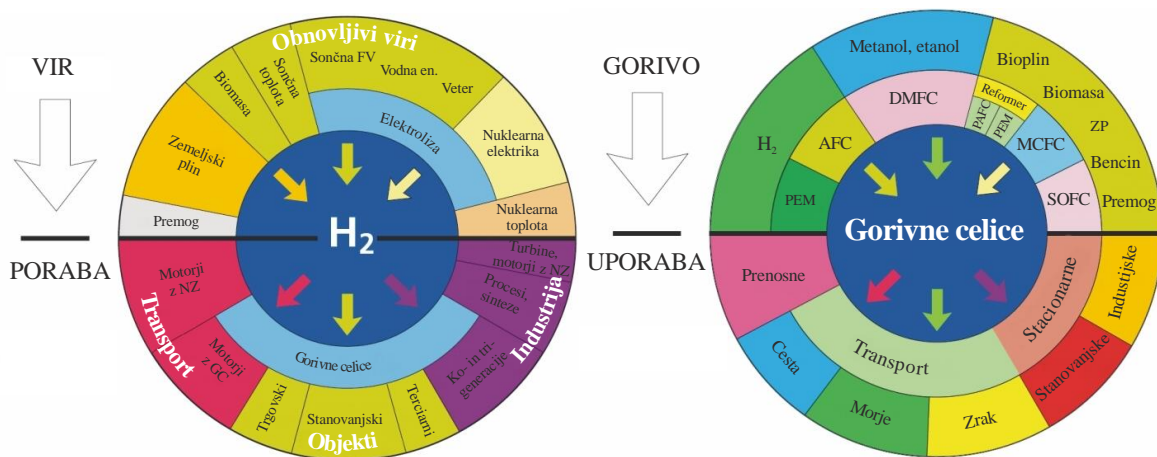 VIR
PORABA
Obnovljivi viri
Biomasa
Sončna
toplota
Sončna FV
Vodna en.
Veter
Elektroliza
Nuklearna
elektrika
Nuklearna
toplota
Zemeljski
plin
Premog
H2
Motorji
z NZ
Transport
Motorji
z GC
Gorivne celice
Trgovski
Stanovanjski
Terciarni
Objekti
Turbine,
motorji z NZ
Procesi,
sinteze
Industrija
Ko- in tri-
generacije
GORIVO
UPORABA
Metanol, etanol
Bioplin
Biomasa
ZP
Bencin
Premog
H2
AFC
PEM
DMFC
Reformer
PAFC
PEM
MCFC
SOFC
Gorivne celice
Prenosne
Transport
Stacionarne
Cesta
Morje
Zrak
Stanovanjske
Industijske